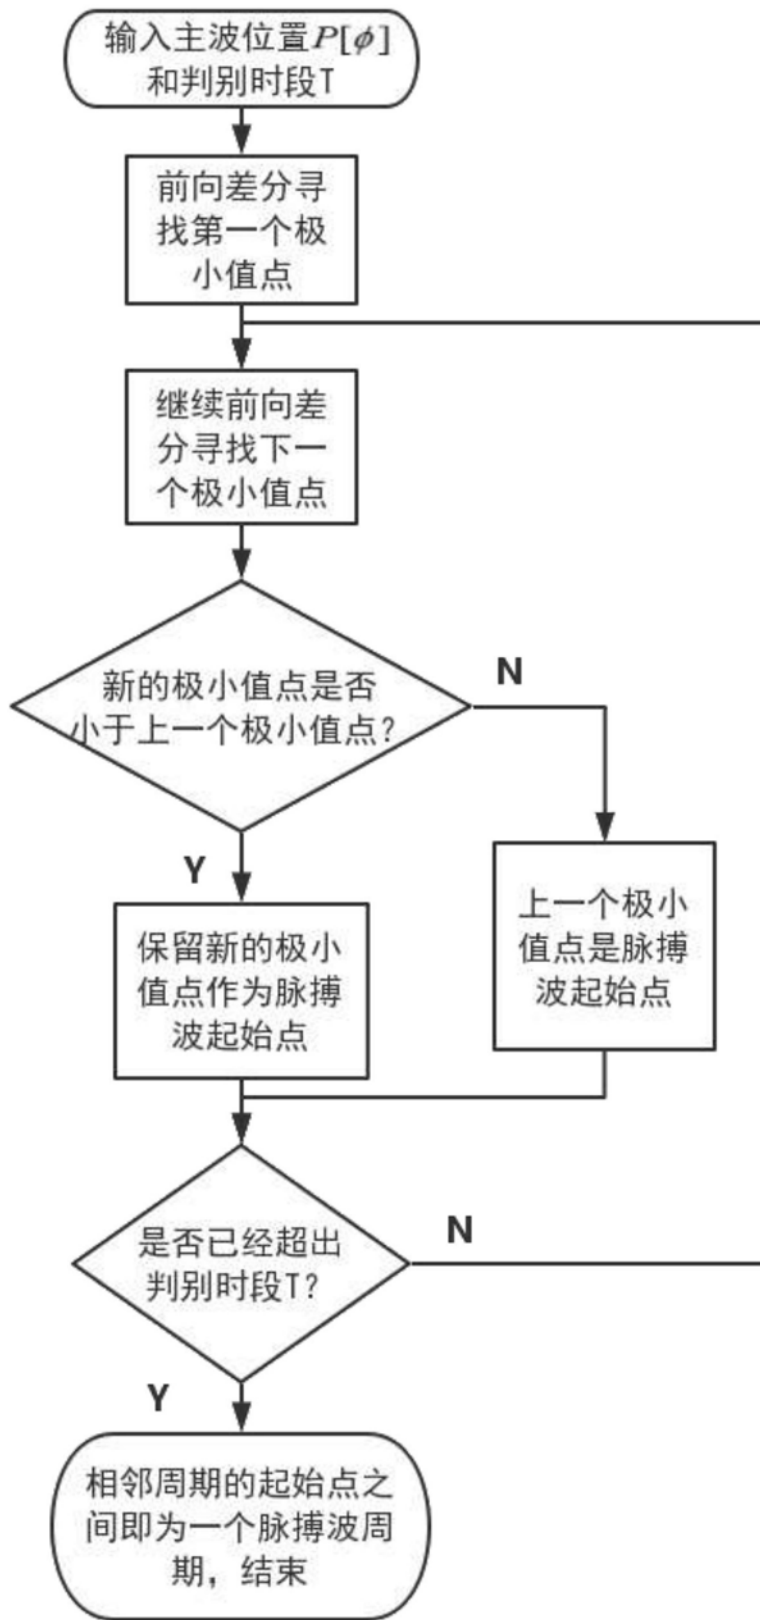 输入主波位置P[ϕ]
和判别时段T
前向差分寻
找第一个极
小值点
继续前向差
分寻找下一
个极小值点
新的极小值点是否
小于上一个极小值点？
N
Y
保留新的极小
值点作为脉搏
波起始点
上一个极小
值点是脉搏
波起始点
是否已经超出
判别时段T？
N
Y
相邻周期的起始点之
间即为一个脉搏波周
期，结束